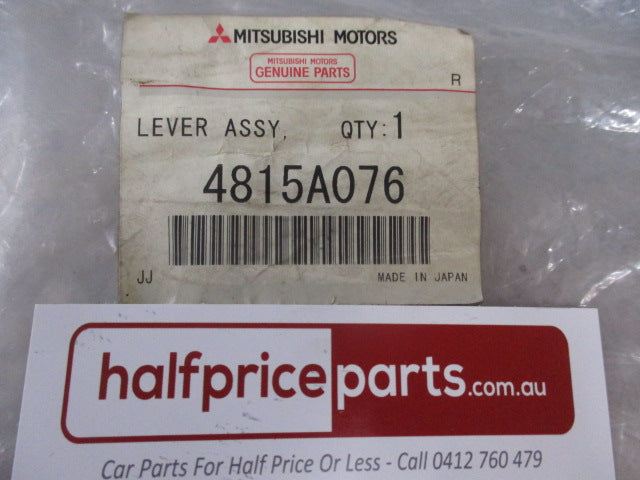 MITSUBISHI MOTORS
MITSUBISHI MOTORS
GENUINE PARTS
R
LEVER ASSY, QTY:1
4815A076
JJ MADE IN JAPAN
halfpriceparts.com.au
Car Parts For Half Price Or Less - Call 0412 760 479